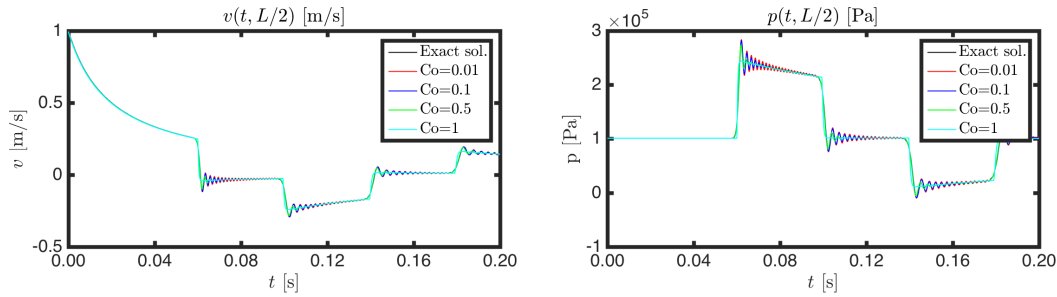 v(t, L/2) [m/s]
1
0.5
0
-0.5
v [m/s]
0.00 0.04 0.08 0.12 0.16 0.20
t [s]
Exact sol.
Co=0.01
Co=0.1
Co=0.5
Co=1
p(t, L/2) [Pa]
×10⁵
3
2
1
0
-1
p [Pa]
0.00 0.04 0.08 0.12 0.16 0.20
t [s]
Exact sol.
Co=0.01
Co=0.1
Co=0.5
Co=1